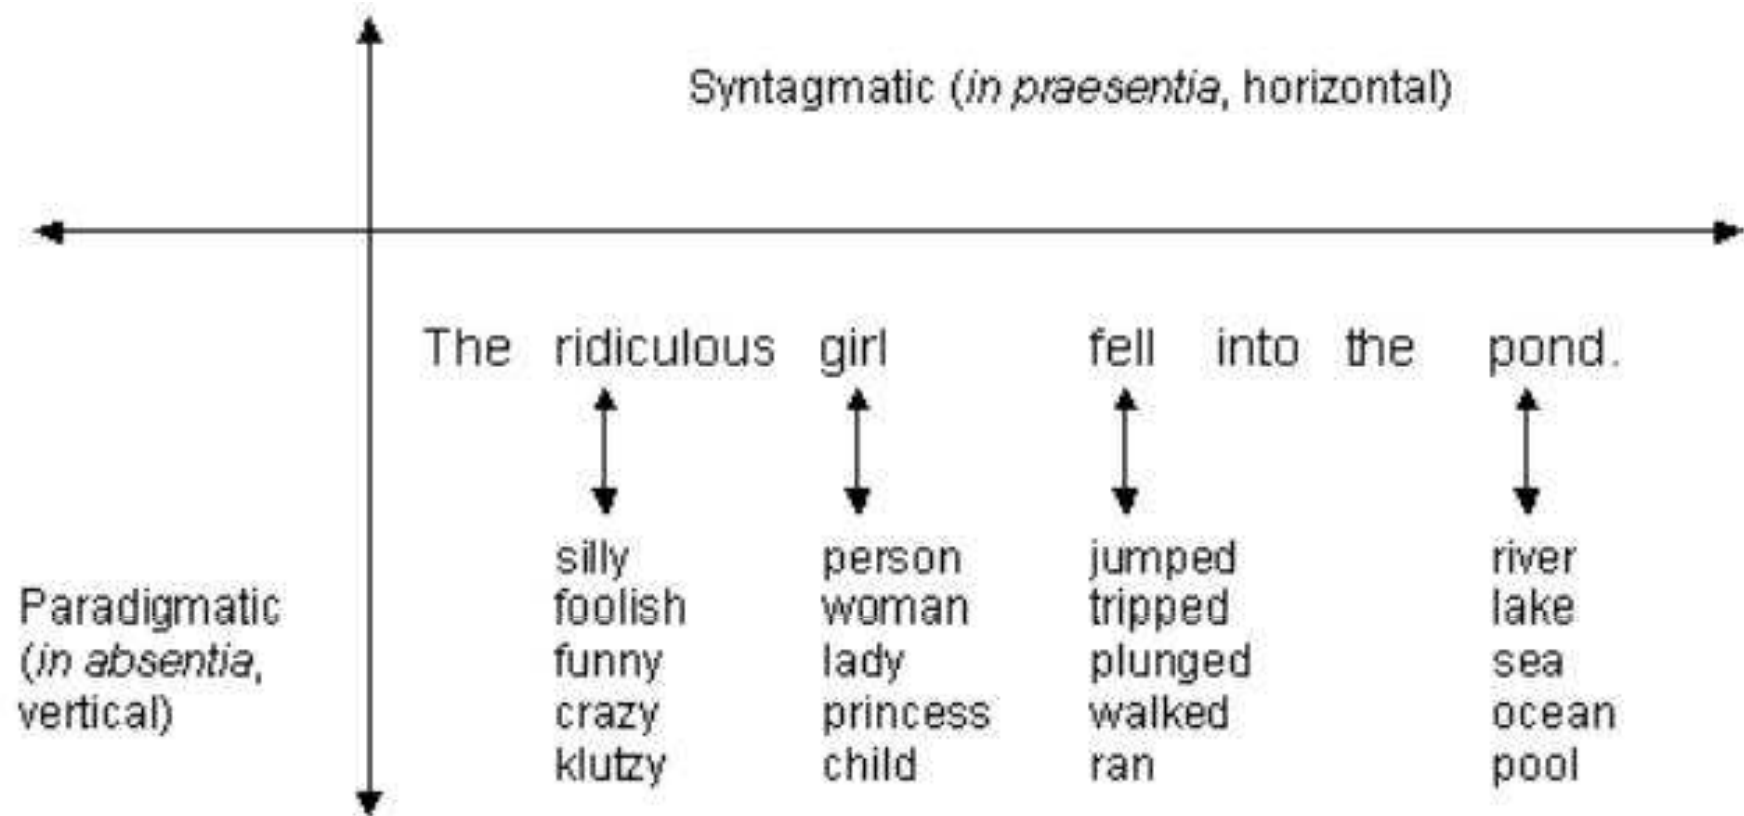 Syntagmatic (in praesentia, horizontal)
The ridiculous girl fell into the pond.
silly person jumped river
Paradigmatic foolish woman tripped lake
(in absentia, funny lady plunged sea
vertical) crazy princess walked ocean
klutzy child ran pool